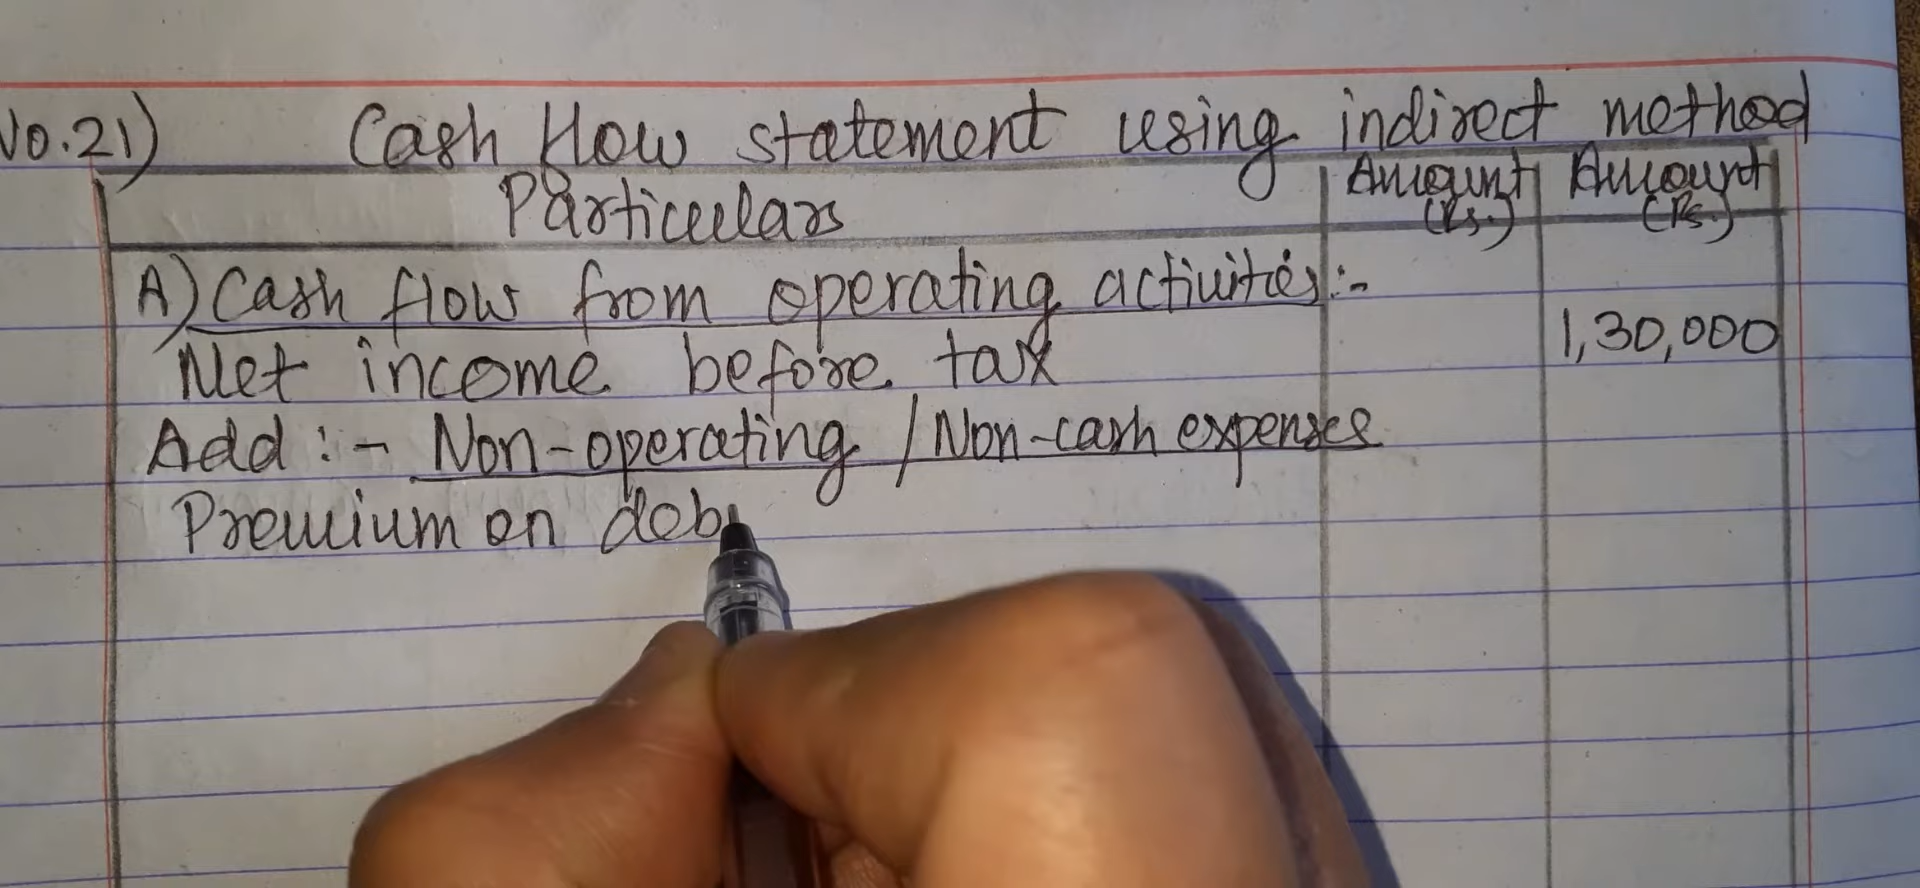 No.21) Cash flow statement using indirect method
Particulars Amount (Rs.) Amount (Rs.)
A) Cash flow from operating activities:-
Net income before tax 1,30,000
Add :- Non-operating / Non-cash expenses
Premium on deb